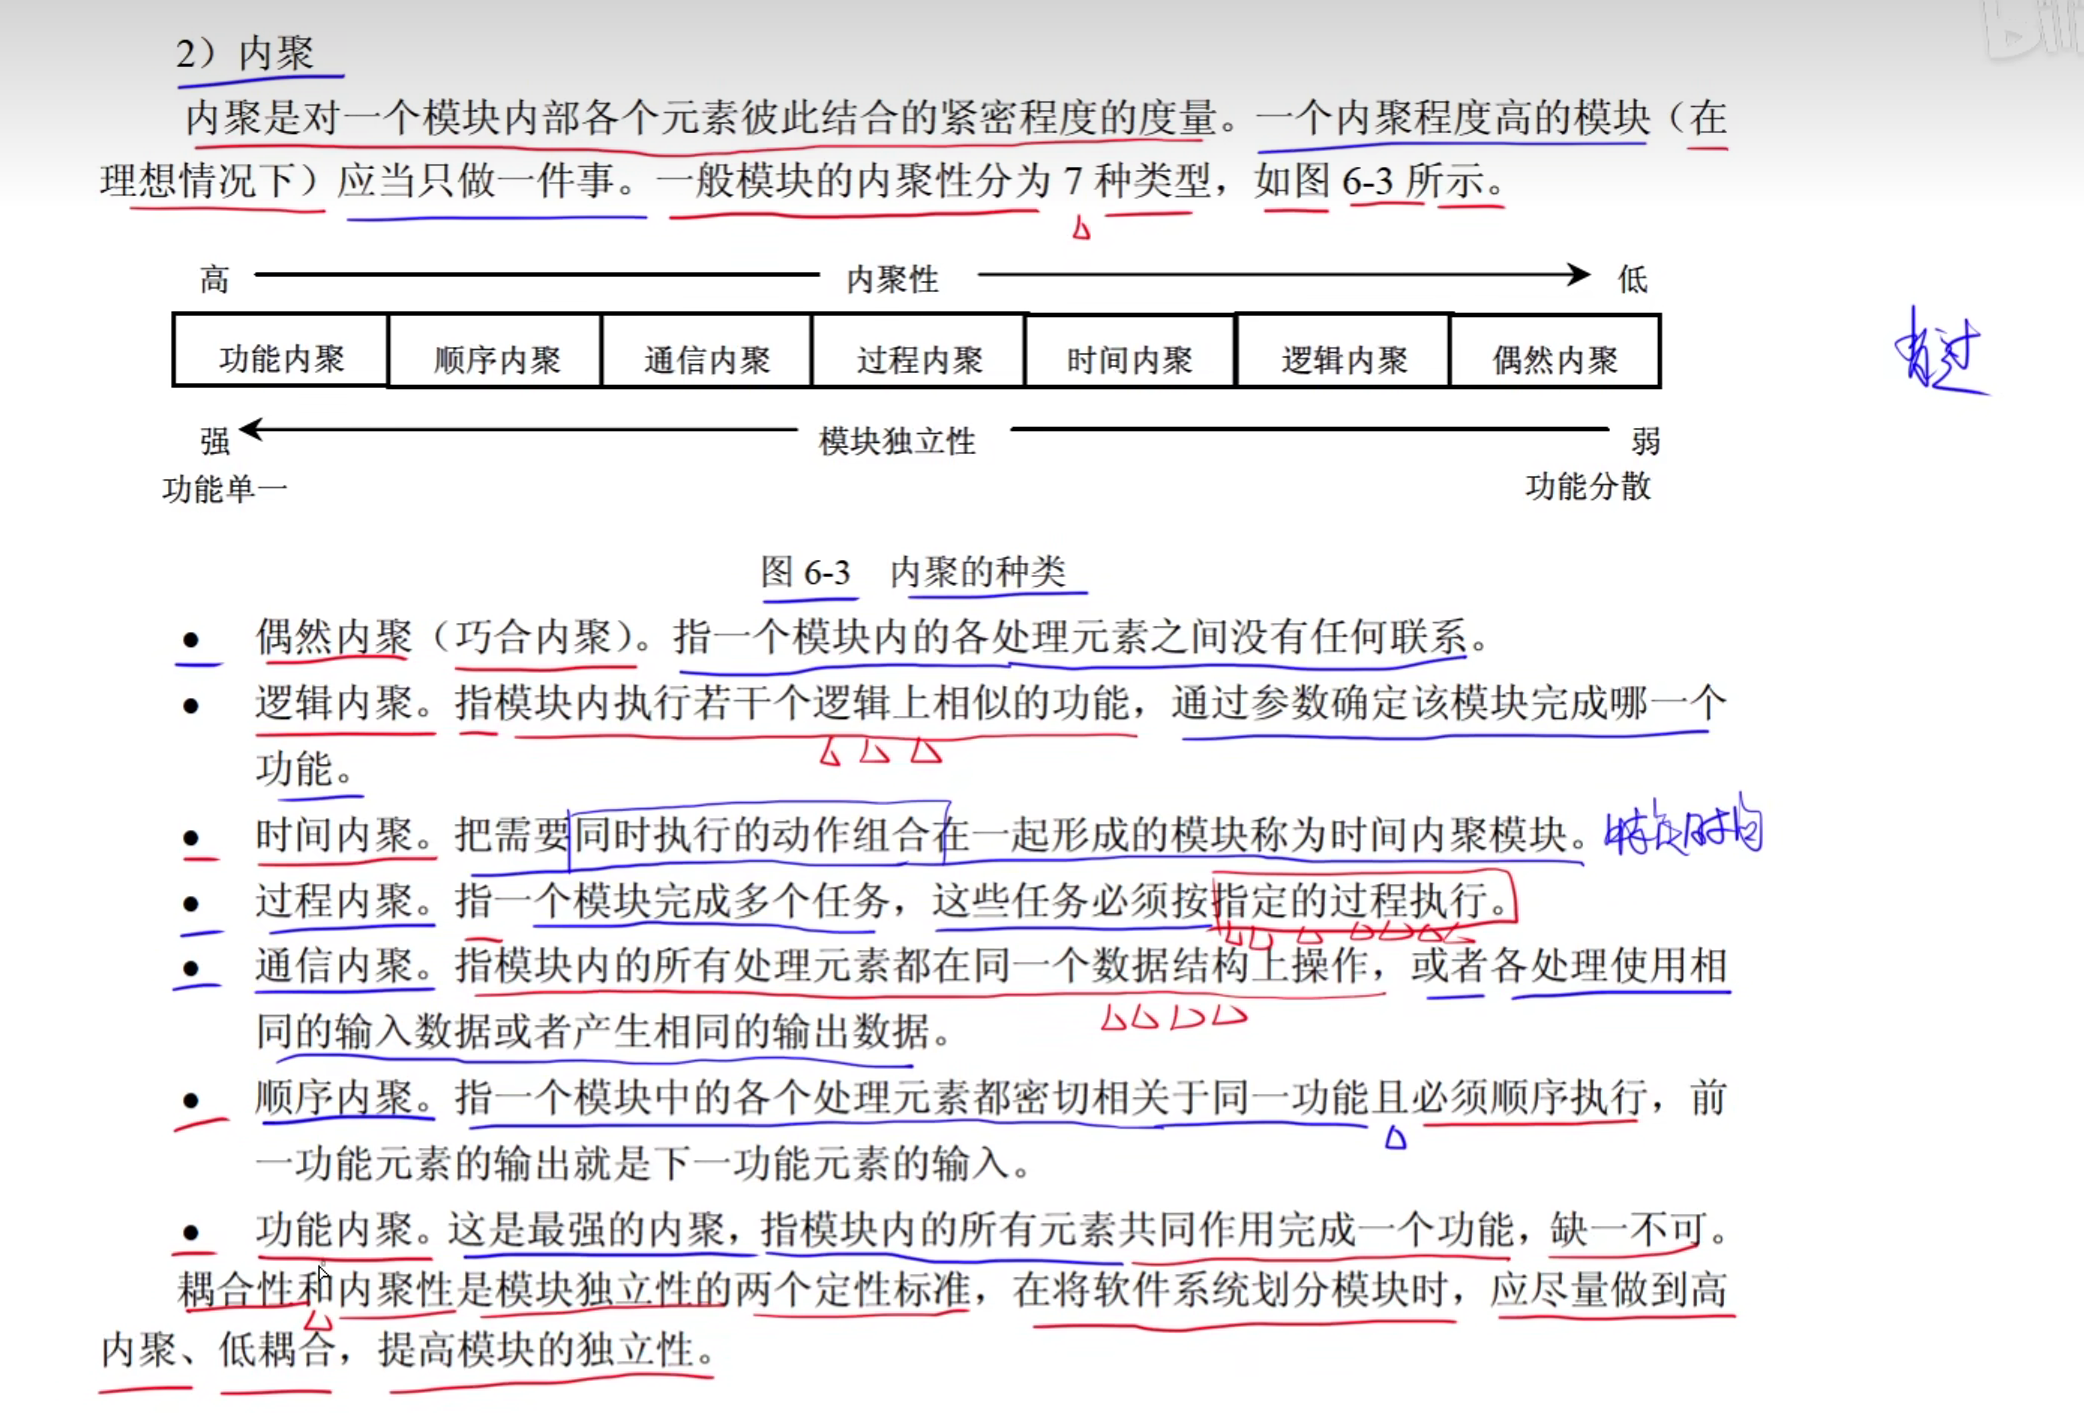 2）内聚
内聚是对一个模块内部各个元素彼此结合的紧密程度的度量。一个内聚程度高的模块（在
理想情况下）应当只做一件事。一般模块的内聚性分为 7 种类型，如图 6-3 所示。
高 内聚性 低
功能内聚 顺序内聚 通信内聚 过程内聚 时间内聚 逻辑内聚 偶然内聚
强 模块独立性 弱
功能单一 功能分散
图 6-3 内聚的种类
● 偶然内聚（巧合内聚）。指一个模块内的各处理元素之间没有任何联系。
● 逻辑内聚。指模块内执行若干个逻辑上相似的功能，通过参数确定该模块完成哪一个
功能。
● 时间内聚。把需要同时执行的动作组合在一起形成的模块称为时间内聚模块。
● 过程内聚。指一个模块完成多个任务，这些任务必须按指定的过程执行。
● 通信内聚。指模块内的所有处理元素都在同一个数据结构上操作，或者各处理使用相
同的输入数据或者产生相同的输出数据。
● 顺序内聚。指一个模块中的各个处理元素都密切相关于同一功能且必须顺序执行，前
一功能元素的输出就是下一功能元素的输入。
● 功能内聚。这是最强的内聚，指模块内的所有元素共同作用完成一个功能，缺一不可。
耦合性和内聚性是模块独立性的两个定性标准，在将软件系统划分模块时，应尽量做到高
内聚、低耦合，提高模块的独立性。